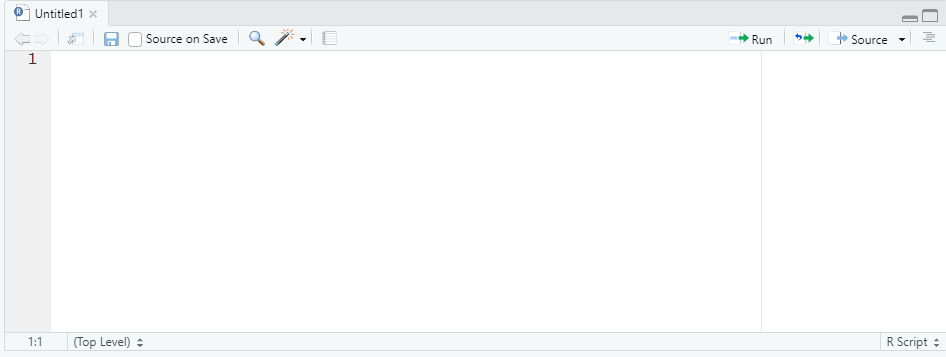 Untitled1
Source on Save
Run
Source
1
1:1
(Top Level)
R Script